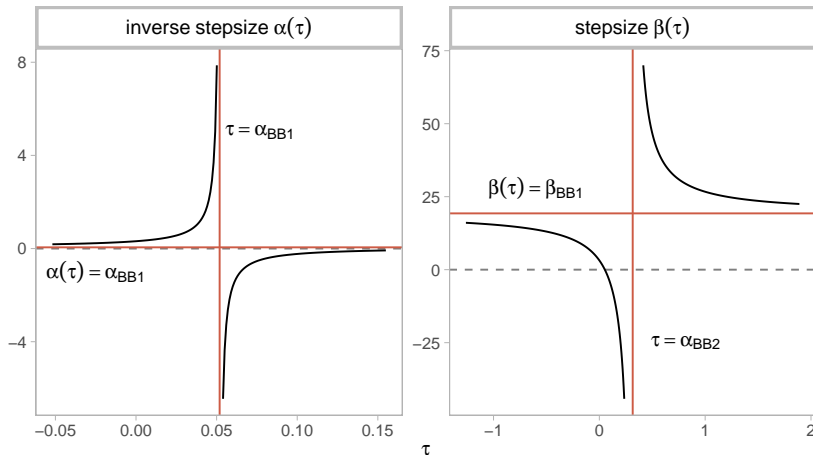 inverse stepsize α(τ)
8
4
0
−4
τ = α_BB1
α(τ) = α_BB1
−0.05 0.00 0.05 0.10 0.15
stepsize β(τ)
75
50
25
0
−25
β(τ) = β_BB1
τ = α_BB2
−1 0 1 2
τ